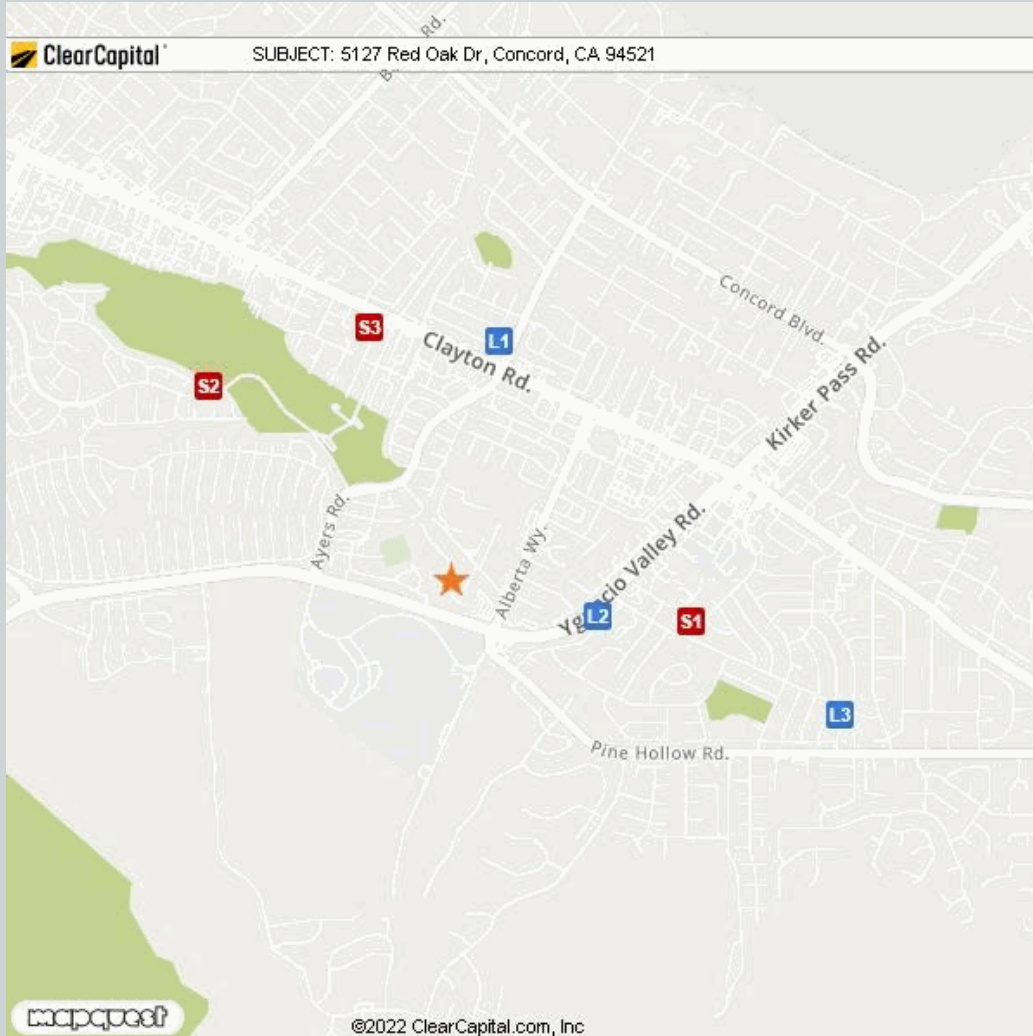 Rd.
ClearCapital
SUBJECT: 5127 Red Oak Dr, Concord, CA 94521
B
Concord Blvd.
S3
L1
Clayton Rd.
Kirker Pass Rd.
S2
Ayers Rd.
Alberta Wy.
Ygnacio Valley Rd.
L2
S1
L3
Pine Hollow Rd.
mapquest
©2022 ClearCapital.com, Inc